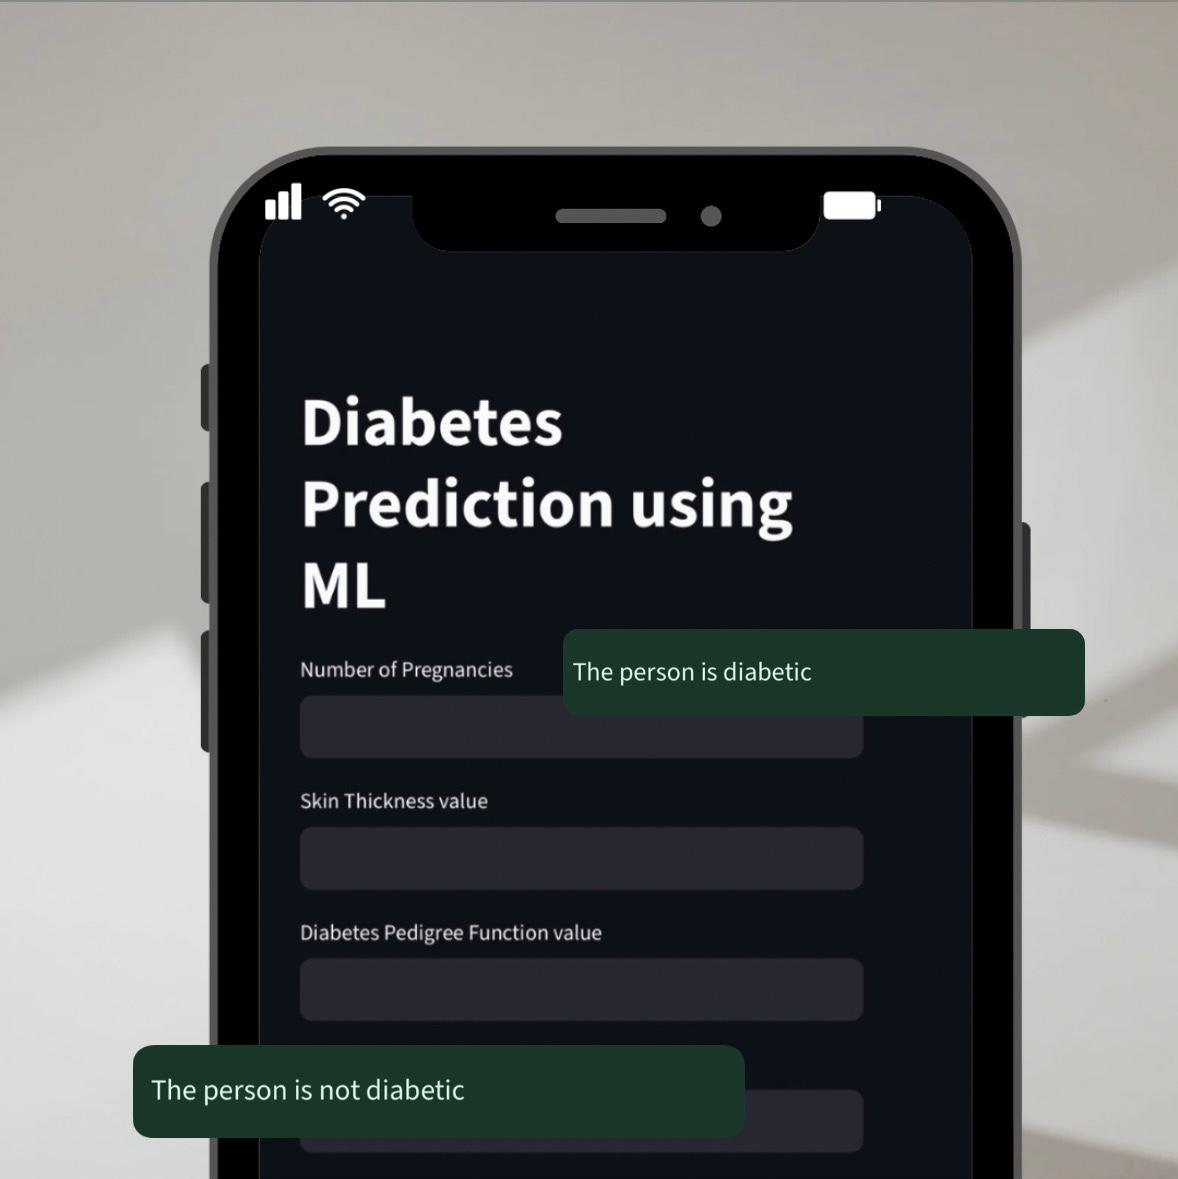 Diabetes
Prediction using
ML
Number of Pregnancies
The person is diabetic
Skin Thickness value
Diabetes Pedigree Function value
The person is not diabetic